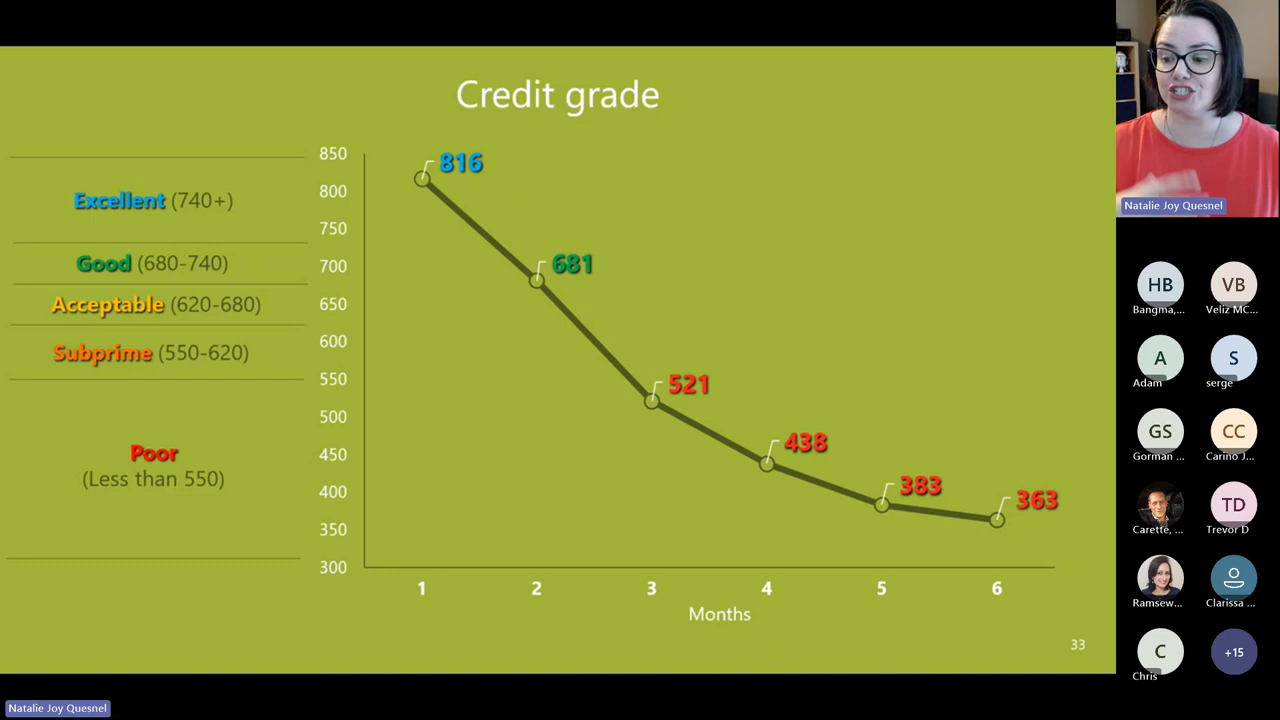 Credit grade
Excellent (740+)
Good (680-740)
Acceptable (620-680)
Subprime (550-620)
Poor
(Less than 550)
850
800
750
700
650
600
550
500
450
400
350
300
816
681
521
438
383
363
1 2 3 4 5 6
Months
33
Natalie Joy Quesnel
HB VB
Bangma,... Veliz MC...
A S
Adam serge
GS CC
Gorman ... Carino J...
TD
Carette, ... Trevor D
Ramsew... Clarissa ...
C +15
Chris
Natalie Joy Quesnel